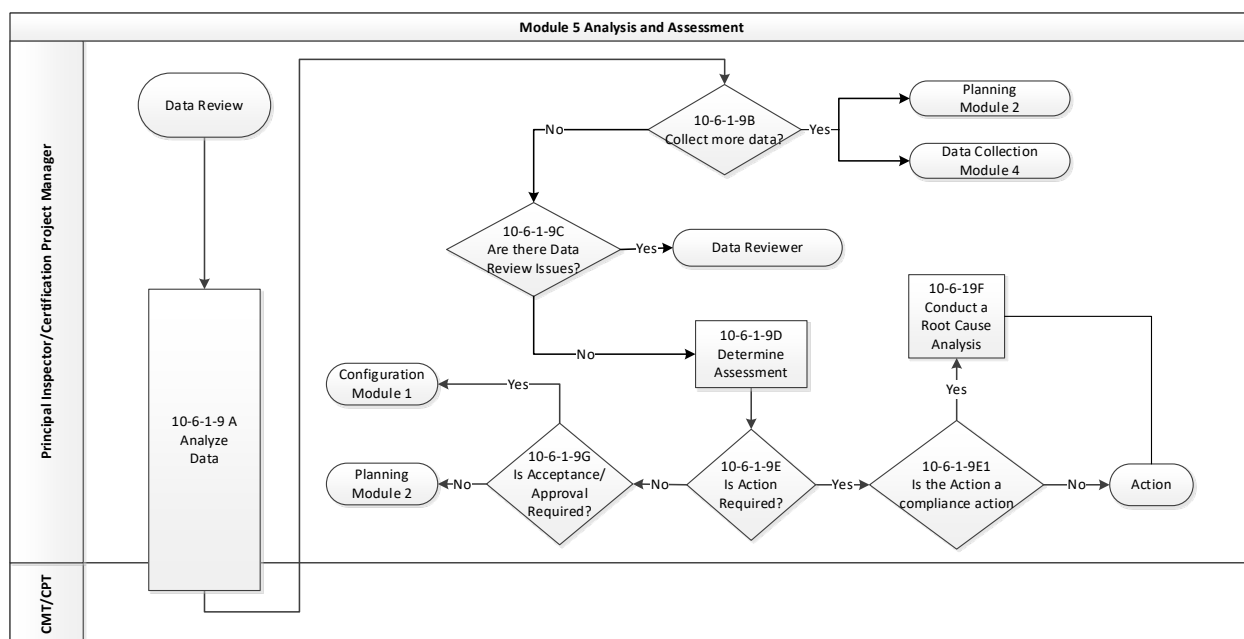 Module 5 Analysis and Assessment
Principal Inspector/Certification Project Manager
CMT/CPT
Data Review
10-6-1-9 A
Analyze
Data
10-6-1-9B
Collect more data?
Yes
Planning
Module 2
Data Collection
Module 4
No
10-6-1-9C
Are there Data
Review Issues?
Yes
Data Reviewer
No
10-6-1-9D
Determine
Assessment
10-6-1-9E
Is Action
Required?
No
10-6-1-9G
Is Acceptance/
Approval
Required?
Yes
Configuration
Module 1
No
Planning
Module 2
Yes
10-6-1-9E1
Is the Action a
compliance action
Yes
10-6-19F
Conduct a
Root Cause
Analysis
No
Action